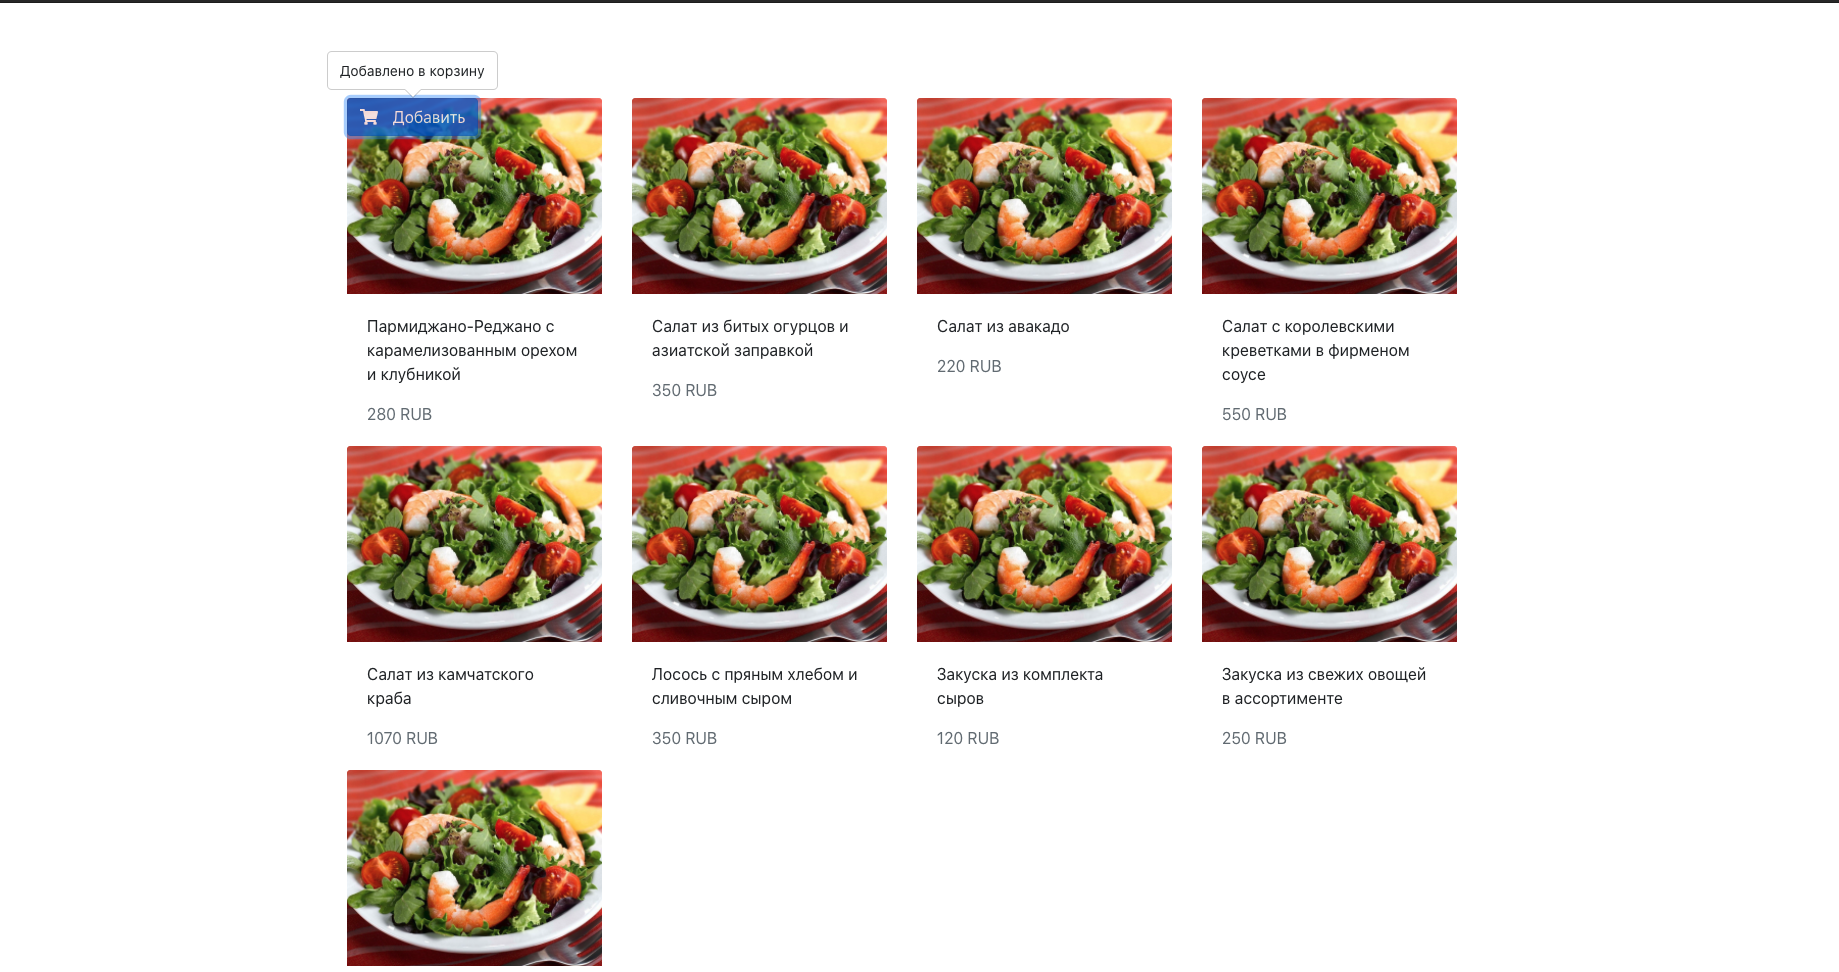 Добавлено в корзину
Добавить
Пармиджано-Реджано с
карамелизованным орехом
и клубникой
280 RUB
Салат из битых огурцов и
азиатской заправкой
350 RUB
Салат из авакадо
220 RUB
Салат с королевскими
креветками в фирменом
соусе
550 RUB
Салат из камчатского
краба
1070 RUB
Лосось с пряным хлебом и
сливочным сыром
350 RUB
Закуска из комплекта
сыров
120 RUB
Закуска из свежих овощей
в ассортименте
250 RUB